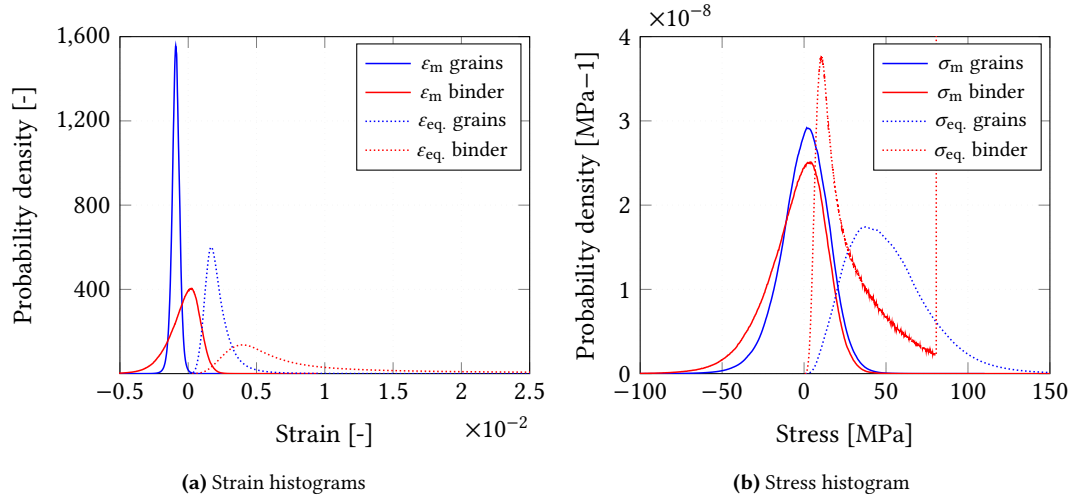 1,600
1,200
800
400
−0.5 0 0.5 1 1.5 2 2.5
×10−2
Strain [-]
Probability density [-]
εm grains
εm binder
εeq. grains
εeq. binder
(a) Strain histograms
×10−8
4
3
2
1
0
−100 −50 0 50 100 150
Stress [MPa]
Probability density [MPa−1]
σm grains
σm binder
σeq. grains
σeq. binder
(b) Stress histogram